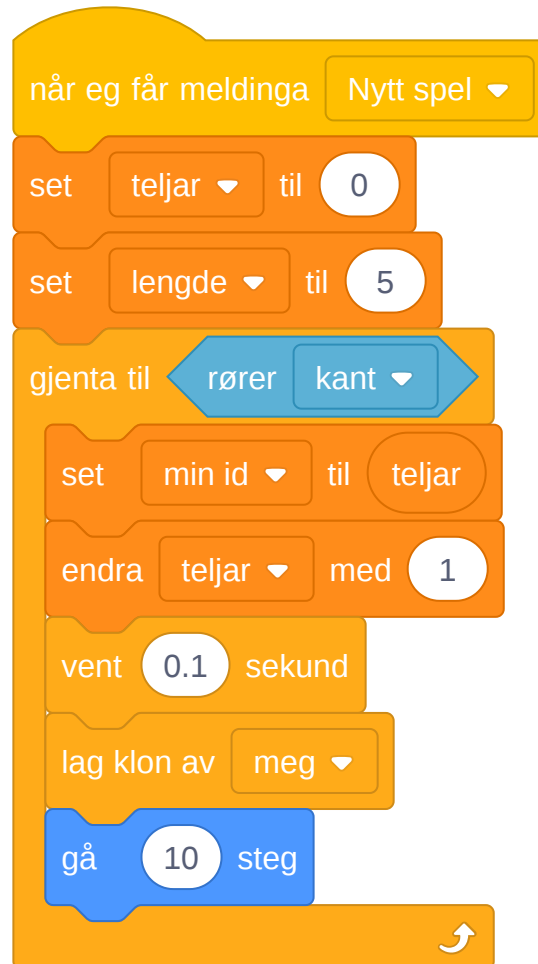 når eg får meldinga Nytt spel
set teljar til 0
set lengde til 5
gjenta til rører kant
set min id til teljar
endra teljar med 1
vent 0.1 sekund
lag klon av meg
gå 10 steg